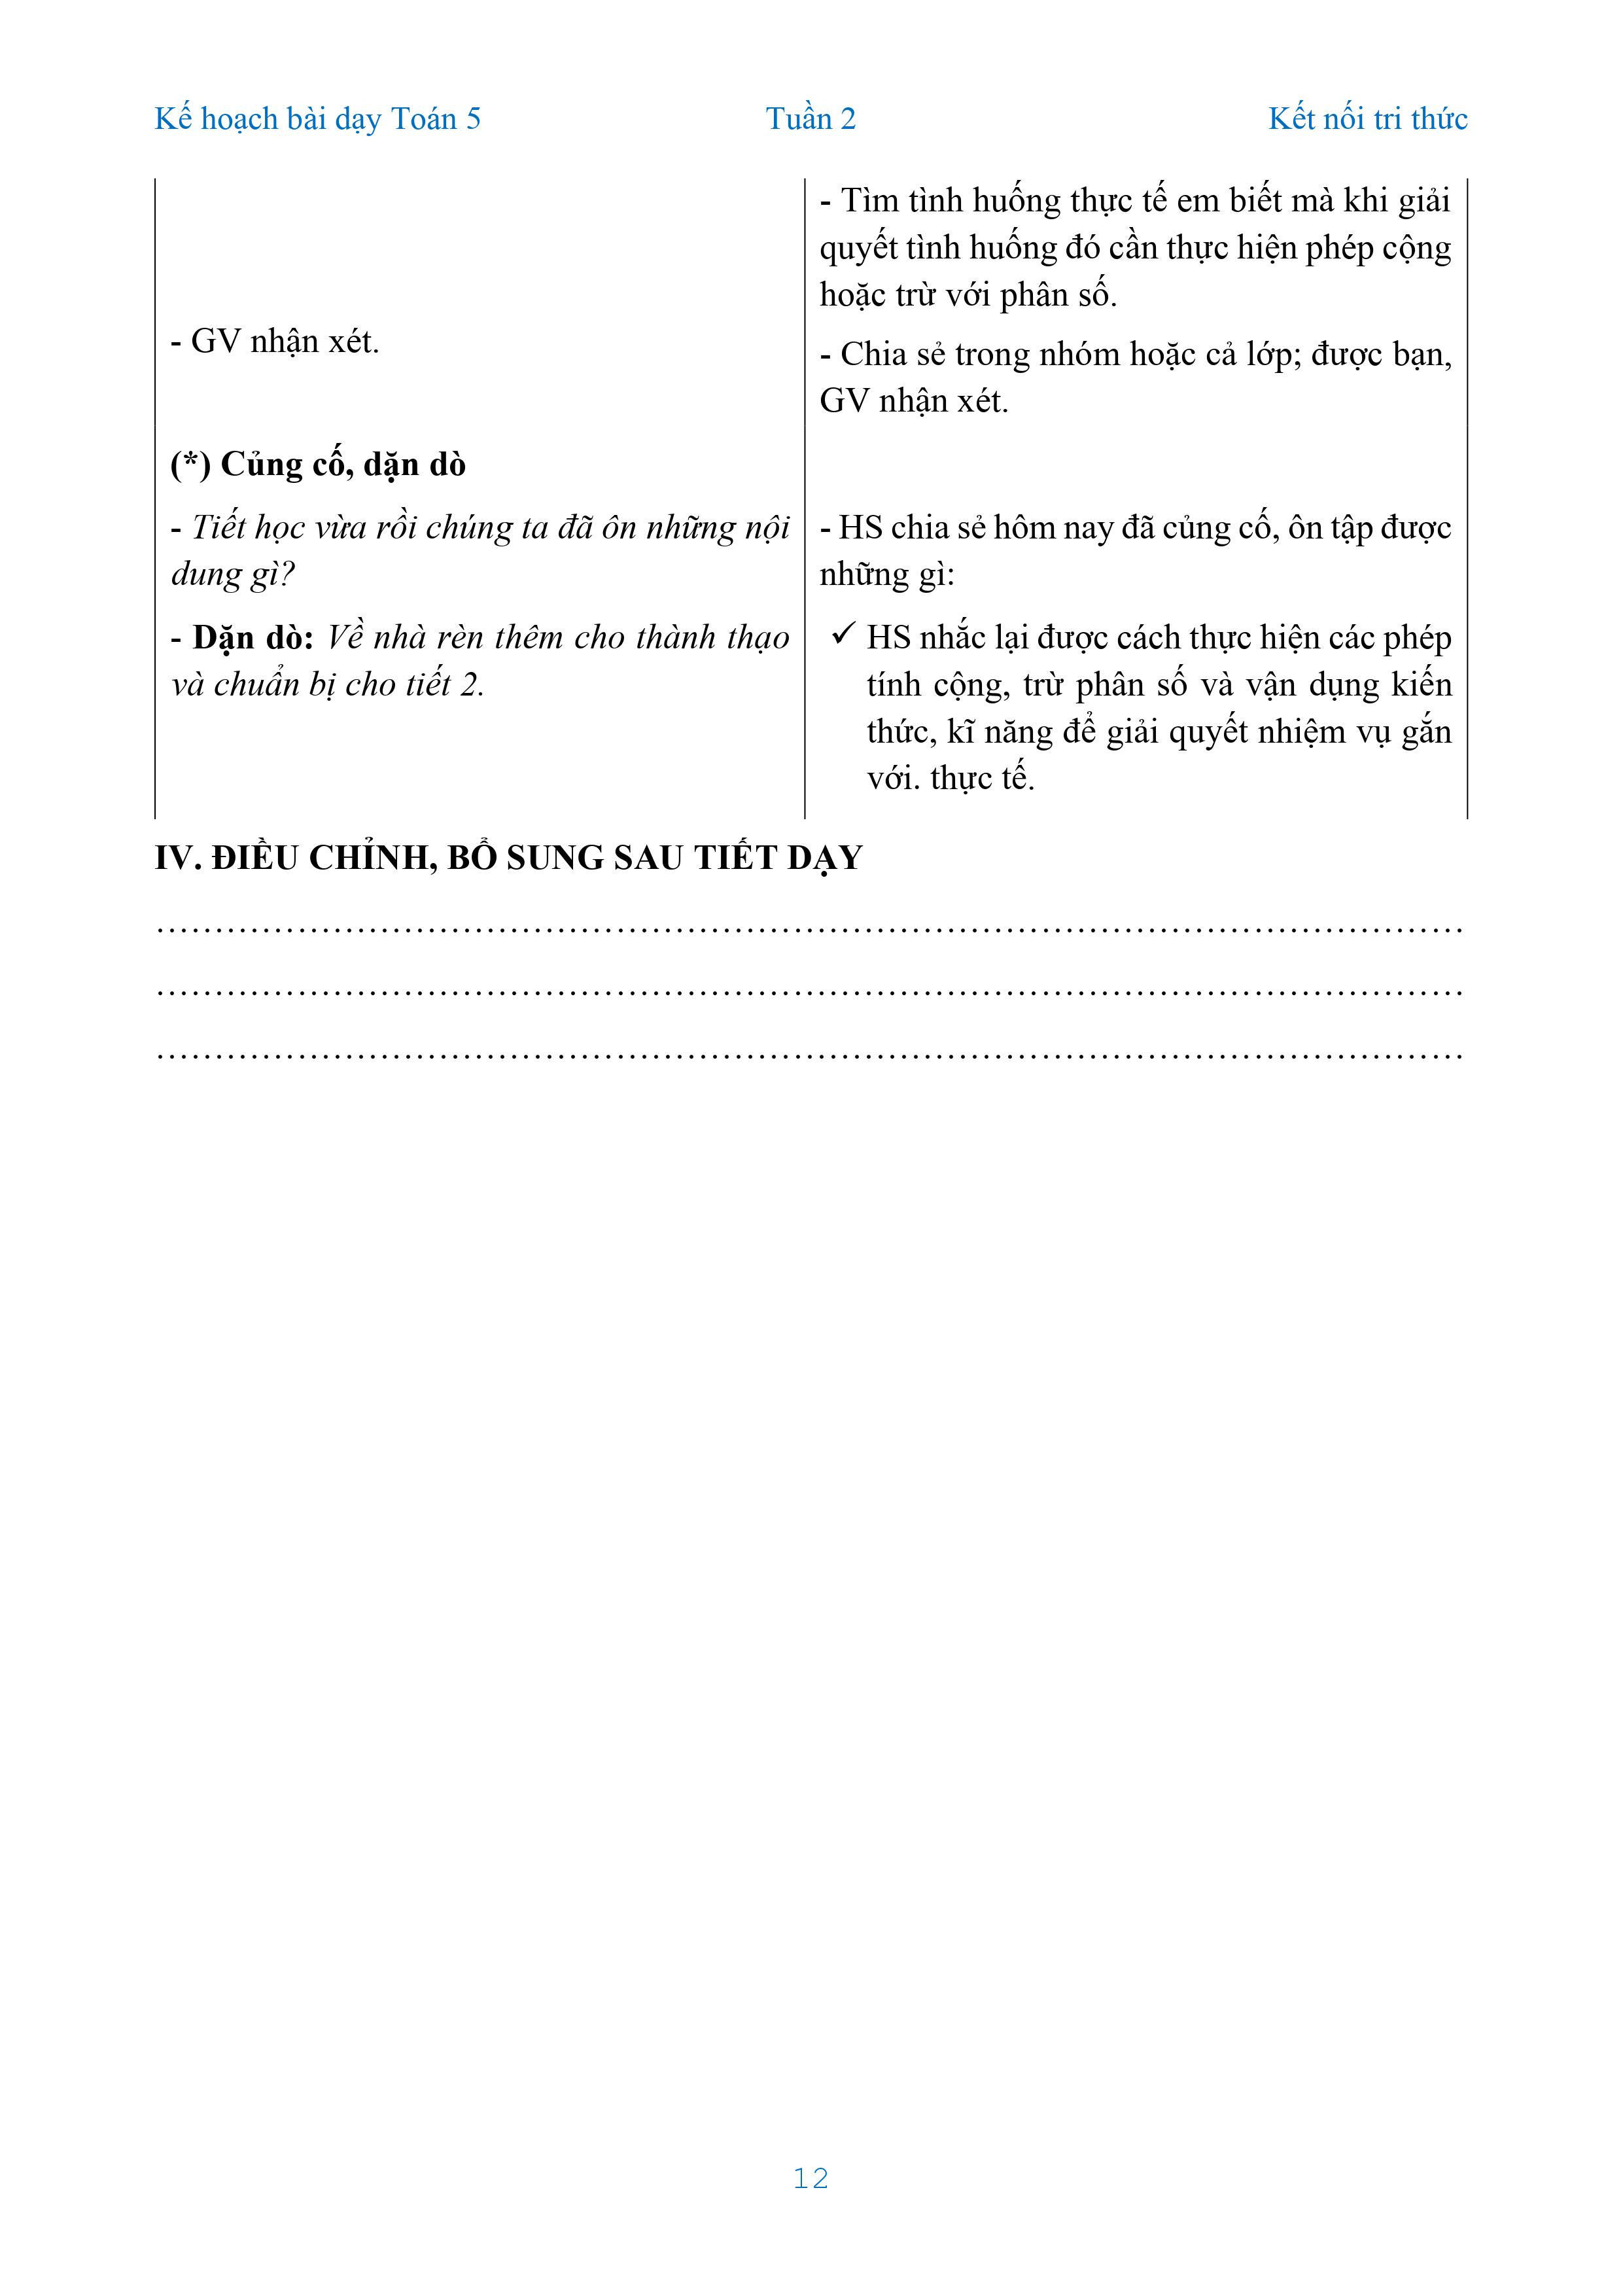 Kế hoạch bài dạy Toán 5 Tuần 2 Kết nối tri thức
- GV nhận xét.
- Tìm tình huống thực tế em biết mà khi giải
quyết tình huống đó cần thực hiện phép cộng
hoặc trừ với phân số.
- Chia sẻ trong nhóm hoặc cả lớp; được bạn,
GV nhận xét.
(*) Củng cố, dặn dò
- Tiết học vừa rồi chúng ta đã ôn những nội
dung gì?
- Dặn dò: Về nhà rèn thêm cho thành thạo
và chuẩn bị cho tiết 2.
- HS chia sẻ hôm nay đã củng cố, ôn tập được
những gì:
✓ HS nhắc lại được cách thực hiện các phép
tính cộng, trừ phân số và vận dụng kiến
thức, kĩ năng để giải quyết nhiệm vụ gắn
với. thực tế.
IV. ĐIỀU CHỈNH, BỔ SUNG SAU TIẾT DẠY
……………………………………………………………………………………………………
……………………………………………………………………………………………………
……………………………………………………………………………………………………
12